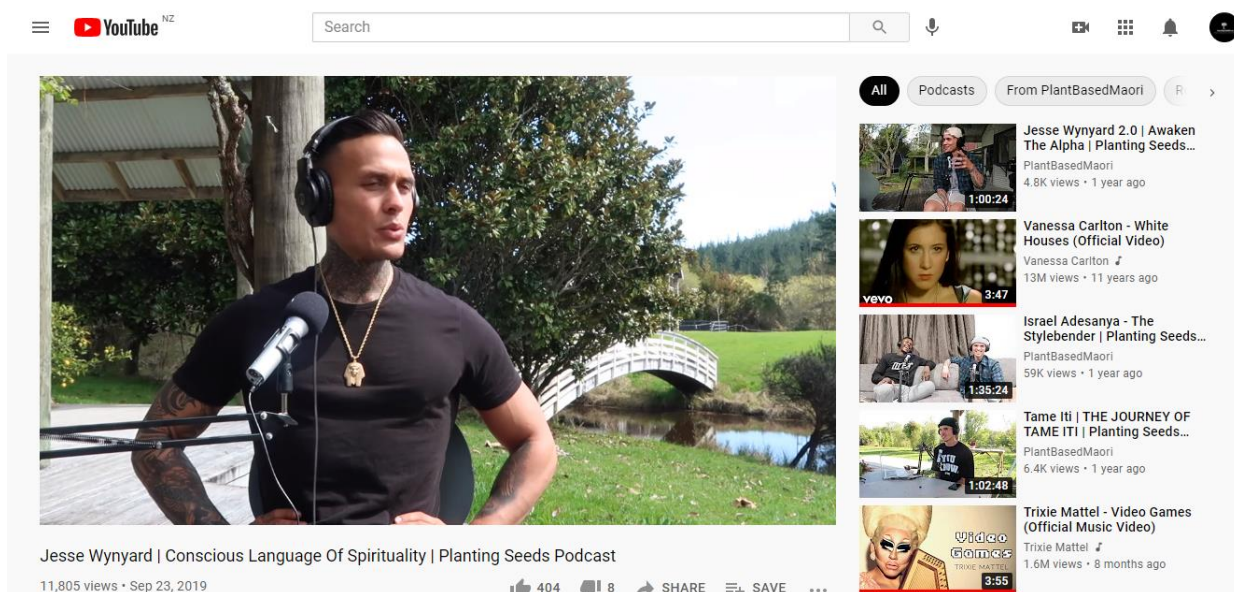 YouTube NZ
Search
All
Podcasts
From PlantBasedMaori
Jesse Wynyard | Conscious Language Of Spirituality | Planting Seeds Podcast
11,805 views • Sep 23, 2019
404
8
SHARE
SAVE
1:00:24
Jesse Wynyard 2.0 | Awaken
The Alpha | Planting Seeds...
PlantBasedMaori
4.8K views • 1 year ago
vevo
3:47
Vanessa Carlton - White
Houses (Official Video)
Vanessa Carlton
13M views • 11 years ago
1:35:24
Israel Adesanya - The
Stylebender | Planting Seeds...
PlantBasedMaori
59K views • 1 year ago
1:02:48
Tame Iti | THE JOURNEY OF
TAME ITI | Planting Seeds...
PlantBasedMaori
6.4K views • 1 year ago
Video
Games
TRIXIE MATTEL
3:55
Trixie Mattel - Video Games
(Official Music Video)
Trixie Mattel
1.6M views • 8 months ago